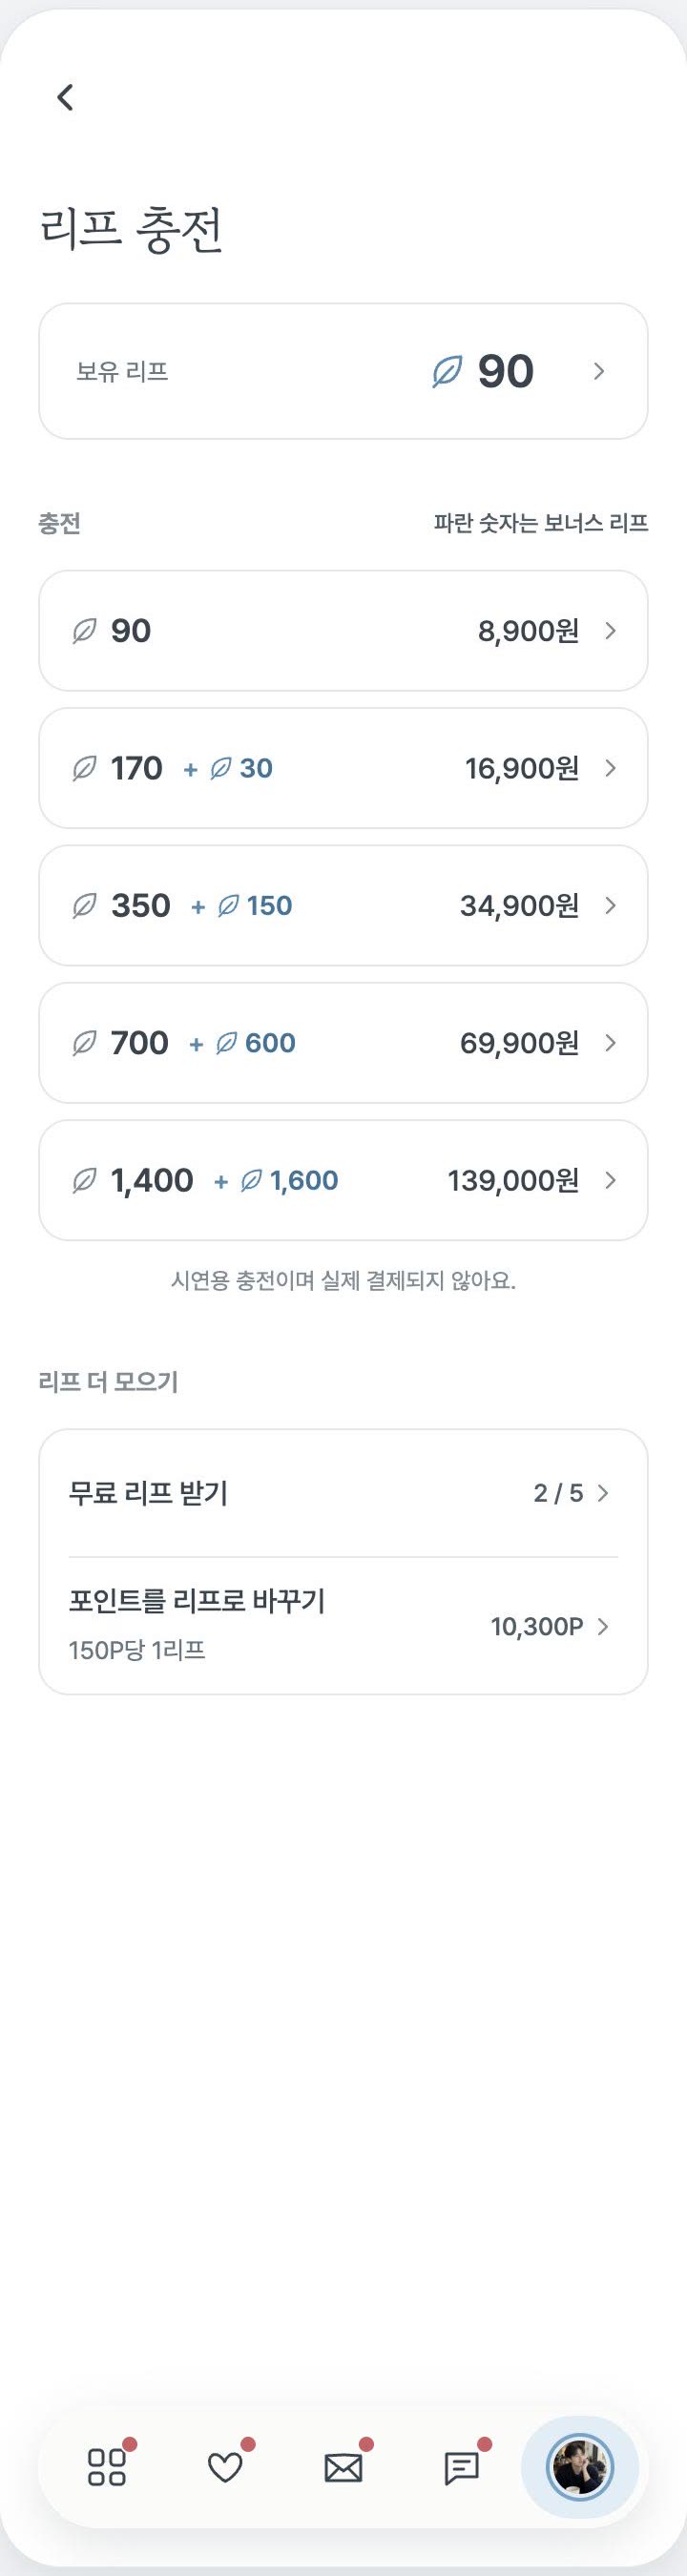 리프 충전
보유 리프 90
충전 파란 숫자는 보너스 리프
90 8,900원
170 + 30 16,900원
350 + 150 34,900원
700 + 600 69,900원
1,400 + 1,600 139,000원
시연용 충전이며 실제 결제되지 않아요.
리프 더 모으기
무료 리프 받기 2 / 5
포인트를 리프로 바꾸기 10,300P
150P당 1리프